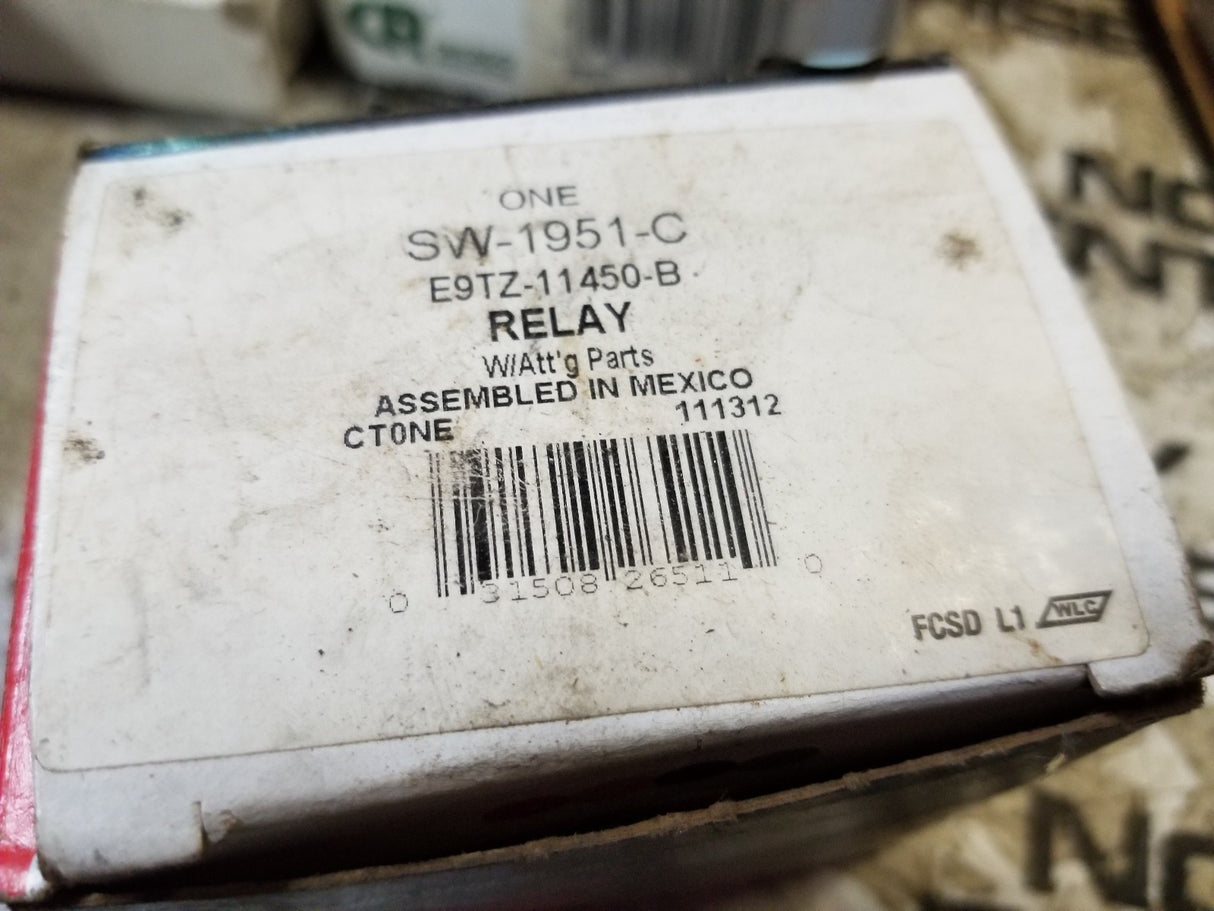 CR
ONE
SW-1951-C
E9TZ-11450-B
RELAY
W/Att'g Parts
ASSEMBLED IN MEXICO
CT0NE 111312
0 31508 26511 0
FCSD L1 WLC